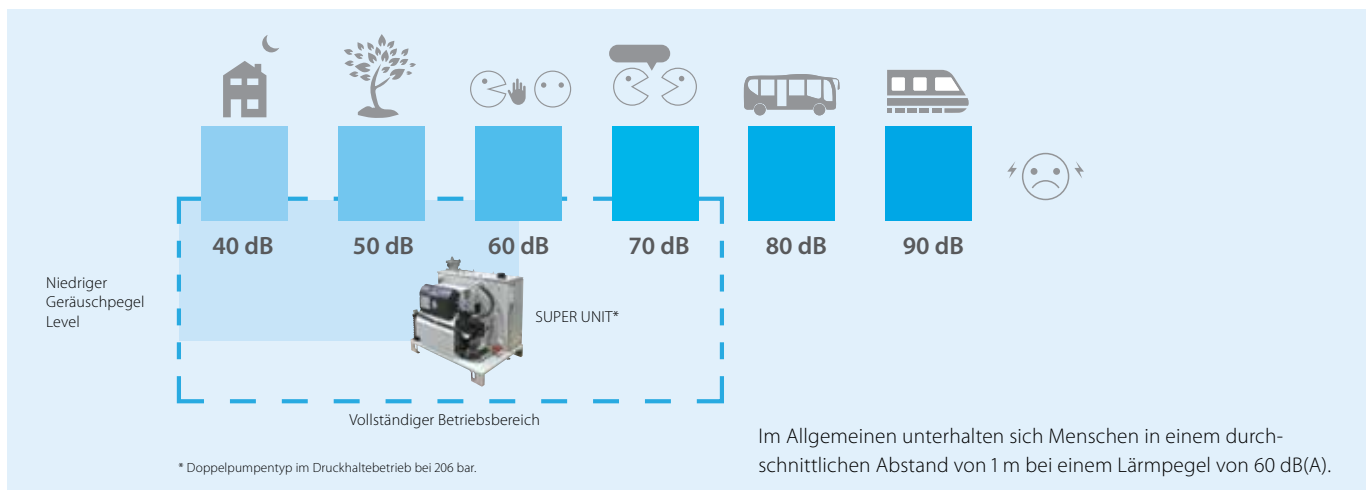 40 dB
50 dB
60 dB
70 dB
80 dB
90 dB
Niedriger
Geräuschpegel
Level
SUPER UNIT*
Vollständiger Betriebsbereich
* Doppelpumpentyp im Druckhaltebetrieb bei 206 bar.
Im Allgemeinen unterhalten sich Menschen in einem durch-
schnittlichen Abstand von 1 m bei einem Lärmpegel von 60 dB(A).